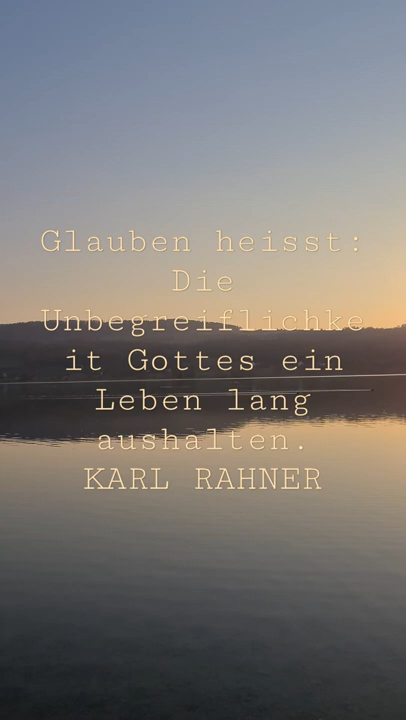 Glauben heisst:
Die
Unbegreiflichke
it Gottes ein
Leben lang
aushalten.
KARL RAHNER